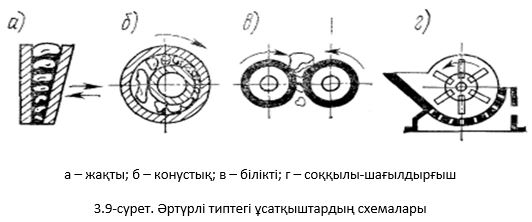 а) б) в) г)
а – жақты; б – конустық; в – білікті; г – соққылы-шағылдырғыш
3.9-сурет. Әртүрлі типтегі ұсатқыштардың схемалары